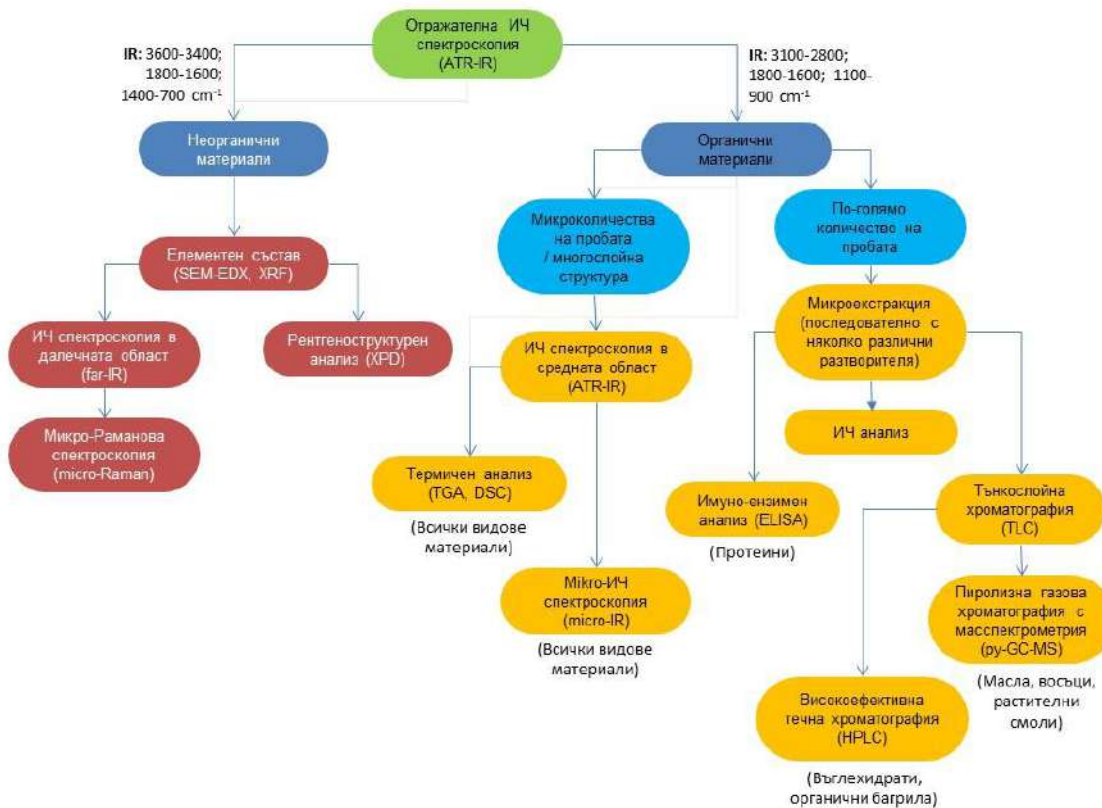 Отражателна ИЧ
спектроскопия
(ATR-IR)
IR: 3600-3400;
1800-1600;
1400-700 cm⁻¹
IR: 3100-2800;
1800-1600; 1100-
900 cm⁻¹
Неорганични
материали
Органични
материали
Микроколичества
на пробата
/ многослойна
структура
По-голямо
количество на
пробата
Елементен състав
(SEM-EDX, XRF)
ИЧ спектроскопия в
далечната област
(far-IR)
Рентгеноструктурен
анализ (XPD)
Микро-Раманова
спектроскопия
(micro-Raman)
ИЧ спектроскопия в
средната област
(ATR-IR)
Микроекстракция
(последователно с
няколко различни
разтворителя)
ИЧ анализ
Термичен анализ
(TGA, DSC)
(Всички видове
материали)
Имуно-ензимен
анализ (ELISA)
(Протеини)
Тънкослойна
хроматография
(TLC)
Mikro-ИЧ
спектроскопия
(micro-IR)
(Всички видове
материали)
Пиролизна газова
хроматография с
масспектрометрия
(py-GC-MS)
(Масла, восъци,
растителни
смоли)
Високоефективна
течна хроматография
(HPLC)
(Въглехидрати,
органични багрила)